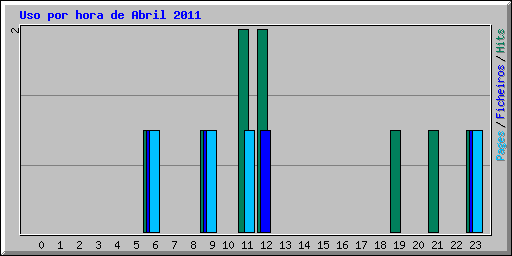 Uso por hora de Abril 2011
2
Pages/Ficheiros/Hits
0 1 2 3 4 5 6 7 8 9 10 11 12 13 14 15 16 17 18 19 20 21 22 23